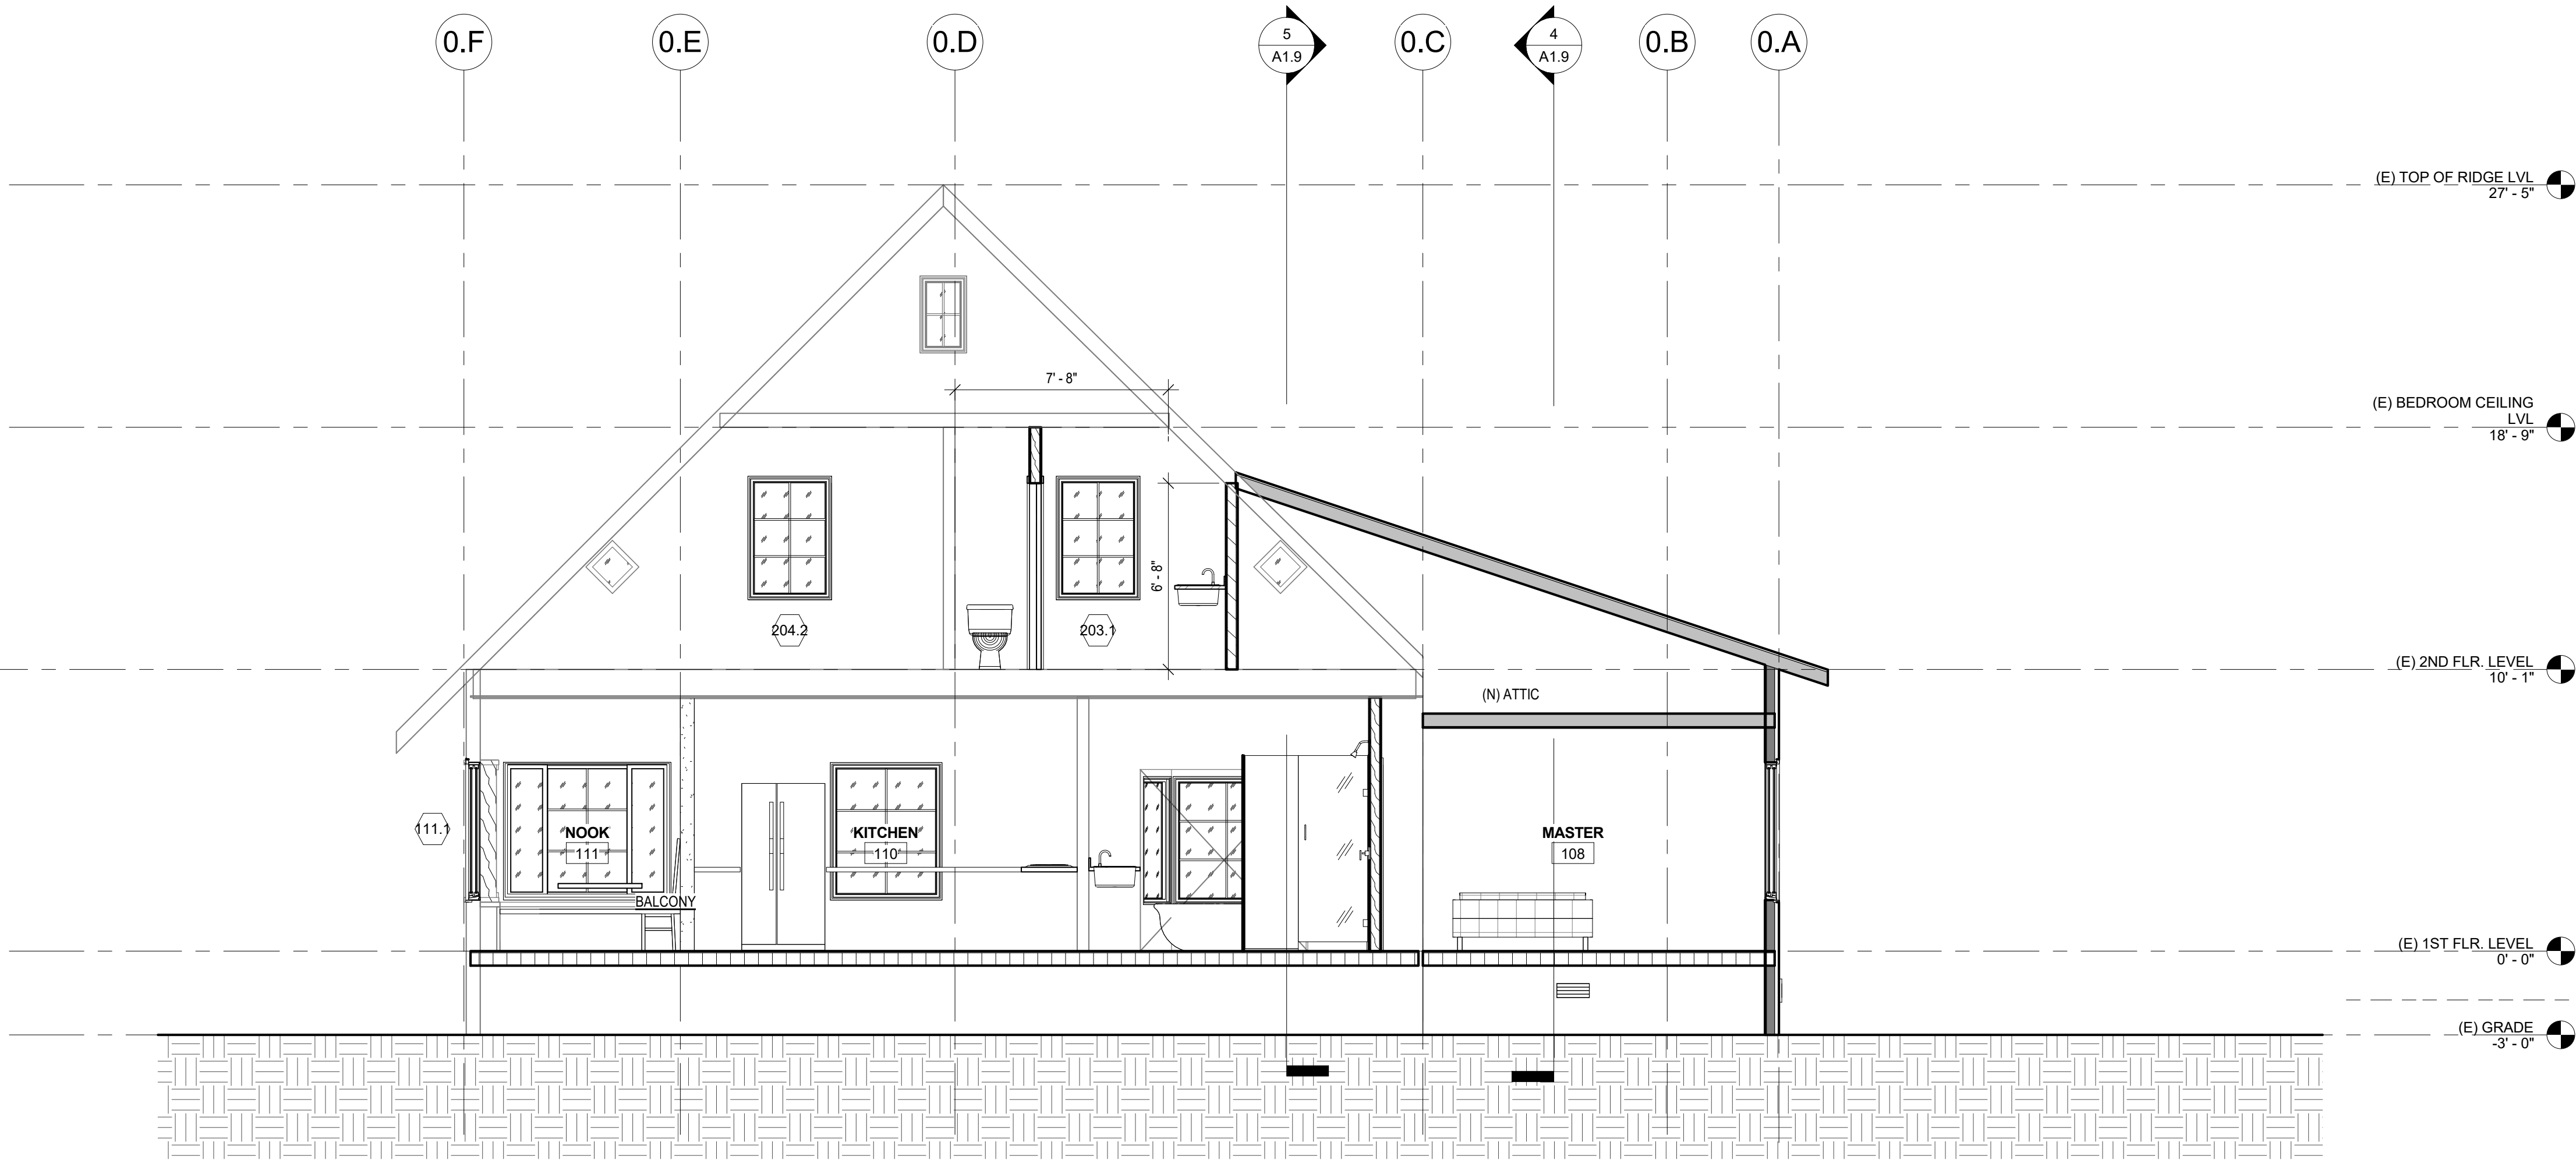 0.F
0.E
0.D
5
A1.9
0.C
4
A1.9
0.B
0.A
(E) TOP OF RIDGE LVL
27' - 5"
7' - 8"
(E) BEDROOM CEILING
LVL
18' - 9"
6' - 8"
204.2
203.1
(E) 2ND FLR. LEVEL
10' - 1"
(N) ATTIC
111.1
NOOK
111
KITCHEN
110
MASTER
108
BALCONY
(E) 1ST FLR. LEVEL
0' - 0"
(E) GRADE
-3' - 0"